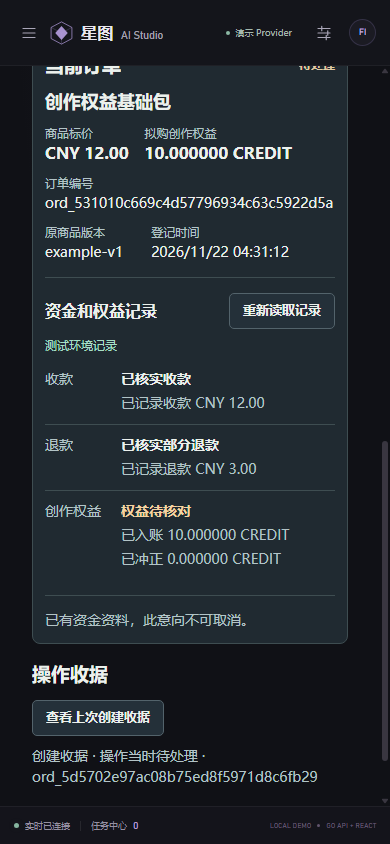 星图 AI Studio
演示 Provider
FI
当前订单
待处理
创作权益基础包
商品标价 拟购创作权益
CNY 12.00 10.000000 CREDIT
订单编号
ord_531010c669c4d57796934c63c5922d5a
原商品版本 登记时间
example-v1 2026/11/22 04:31:12
资金和权益记录
重新读取记录
测试环境记录
收款 已核实收款
已记录收款 CNY 12.00
退款 已核实部分退款
已记录退款 CNY 3.00
创作权益 权益待核对
已入账 10.000000 CREDIT
已冲正 0.000000 CREDIT
已有资金资料，此意向不可取消。
操作收据
查看上次创建收据
创建收据 · 操作当时待处理 ·
ord_5d5702e97ac08b75ed8f5971d8c6fb29
实时已连接 任务中心 0
LOCAL DEMO GO API + REACT